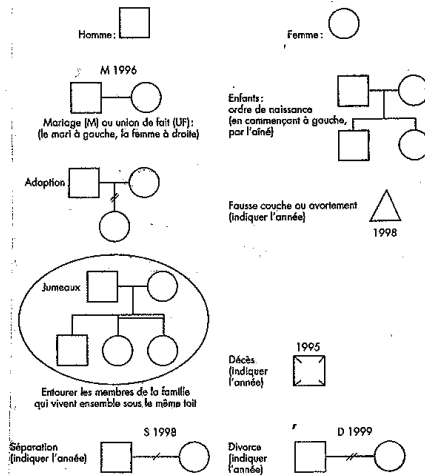 Homme :
Femme :
M 1996
Mariage (M) ou union de fait (UF) :
(le mari à gauche, la femme à droite)
Enfants :
ordre de naissance
(en commençant à gauche,
par l'aîné)
Adoption
Fausse couche ou avortement
(indiquer l'année)
1998
Jumeaux
Entourer les membres de la famille
qui vivent ensemble sous le même toit
1995
Décès
(indiquer
l'année)
Séparation
(indiquer l'année)
S 1998
Divorce
(indiquer
l'année)
D 1999